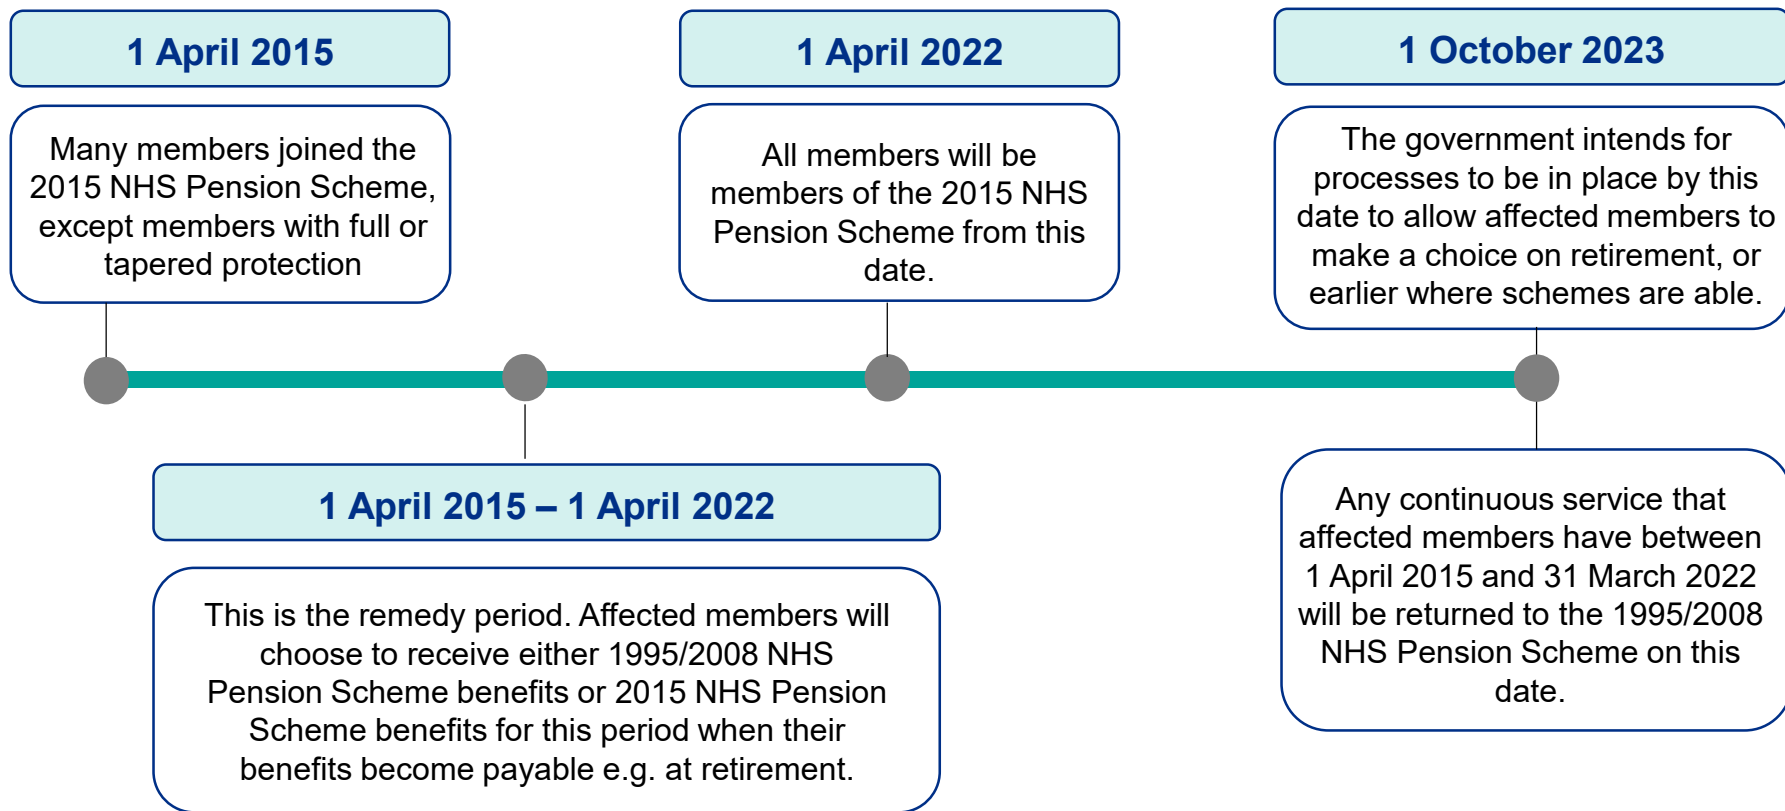 1 April 2015
Many members joined the
2015 NHS Pension Scheme,
except members with full or
tapered protection
1 April 2015 – 1 April 2022
This is the remedy period. Affected members will
choose to receive either 1995/2008 NHS
Pension Scheme benefits or 2015 NHS Pension
Scheme benefits for this period when their
benefits become payable e.g. at retirement.
1 April 2022
All members will be
members of the 2015 NHS
Pension Scheme from this
date.
1 October 2023
The government intends for
processes to be in place by this
date to allow affected members to
make a choice on retirement, or
earlier where schemes are able.
Any continuous service that
affected members have between
1 April 2015 and 31 March 2022
will be returned to the 1995/2008
NHS Pension Scheme on this
date.